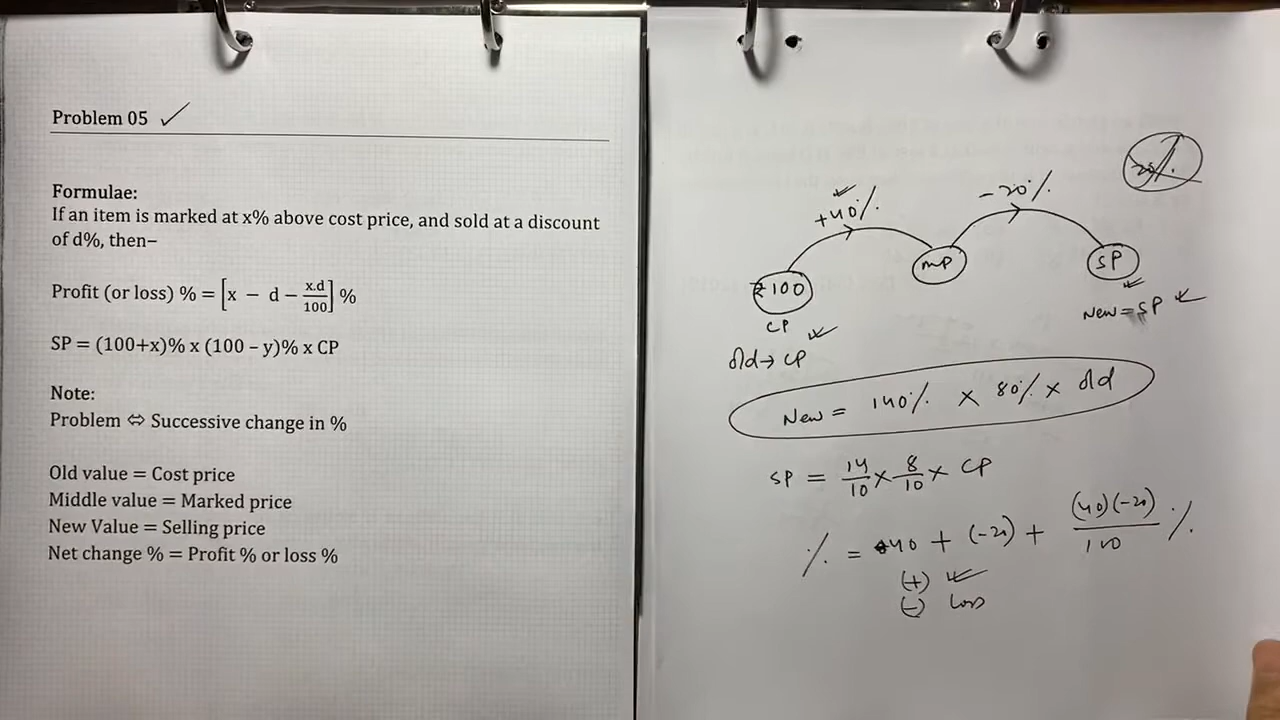 Problem 05 ✓
Formulae:
If an item is marked at x% above cost price, and sold at a discount
of d%, then–
Profit (or loss) % = [x − d − x.d/100] %
SP = (100+x)% x (100 – y)% x CP
Note:
Problem ⇔ Successive change in %
Old value = Cost price
Middle value = Marked price
New Value = Selling price
Net change % = Profit % or loss %
+40%
-20%
₹100
MP
SP
CP
New = SP
Old → CP
New = 140% × 80% × Old
SP = 14/10 × 8/10 × CP
% = 40 + (-20) + (40)(-20)/100 %
(+)
(-) Loss